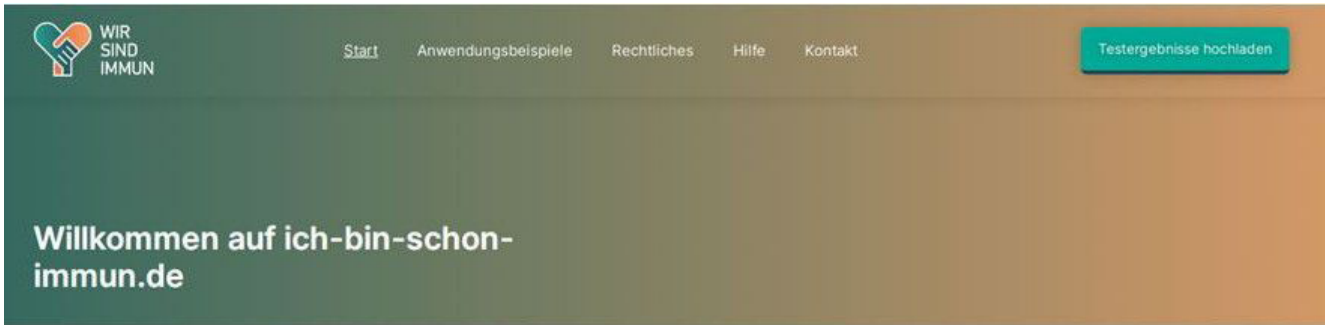 WIR
SIND
IMMUN
Start Anwendungsbeispiele Rechtliches Hilfe Kontakt
Testergebnisse hochladen
Willkommen auf ich-bin-schon-
immun.de